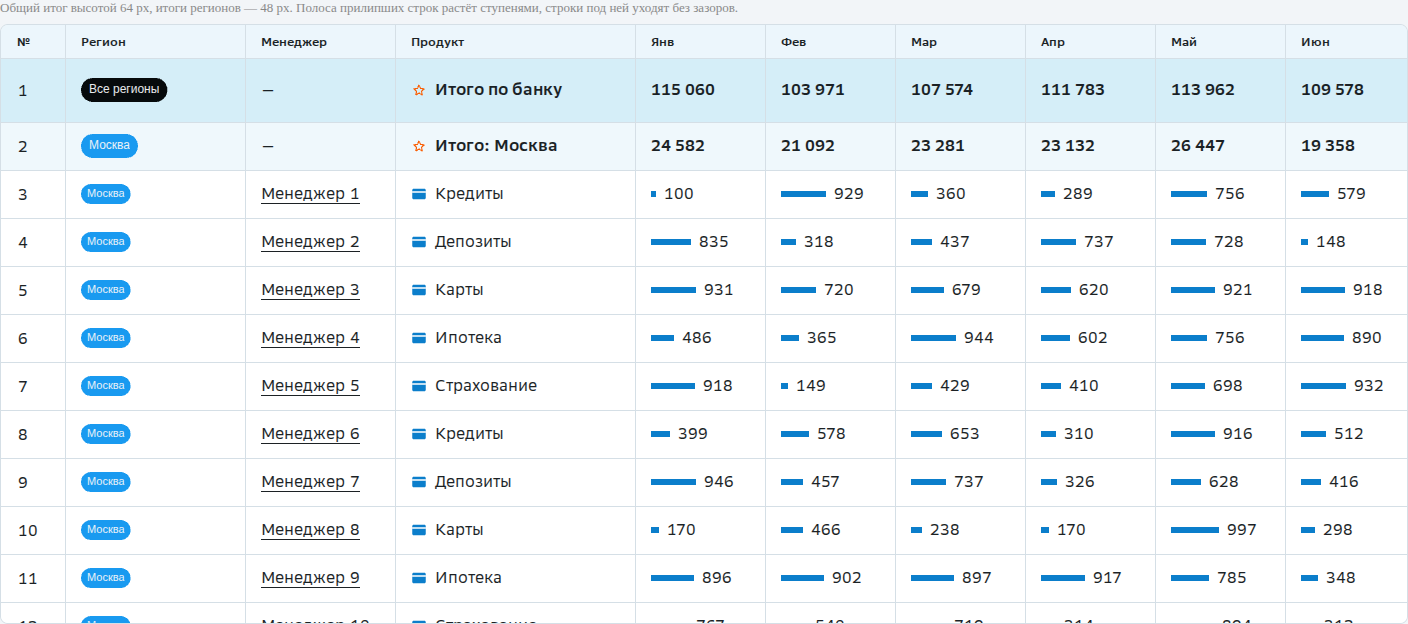 Общий итог высотой 64 px, итоги регионов — 48 px. Полоса прилипших строк растёт ступенями, строки под ней уходят без зазоров.
№ Регион Менеджер Продукт Янв Фев Мар Апр Май Июн
1 Все регионы — Итого по банку 115 060 103 971 107 574 111 783 113 962 109 578
2 Москва — Итого: Москва 24 582 21 092 23 281 23 132 26 447 19 358
3 Москва Менеджер 1 Кредиты 100 929 360 289 756 579
4 Москва Менеджер 2 Депозиты 835 318 437 737 728 148
5 Москва Менеджер 3 Карты 931 720 679 620 921 918
6 Москва Менеджер 4 Ипотека 486 365 944 602 756 890
7 Москва Менеджер 5 Страхование 918 149 429 410 698 932
8 Москва Менеджер 6 Кредиты 399 578 653 310 916 512
9 Москва Менеджер 7 Депозиты 946 457 737 326 628 416
10 Москва Менеджер 8 Карты 170 466 238 170 997 298
11 Москва Менеджер 9 Ипотека 896 902 897 917 785 348